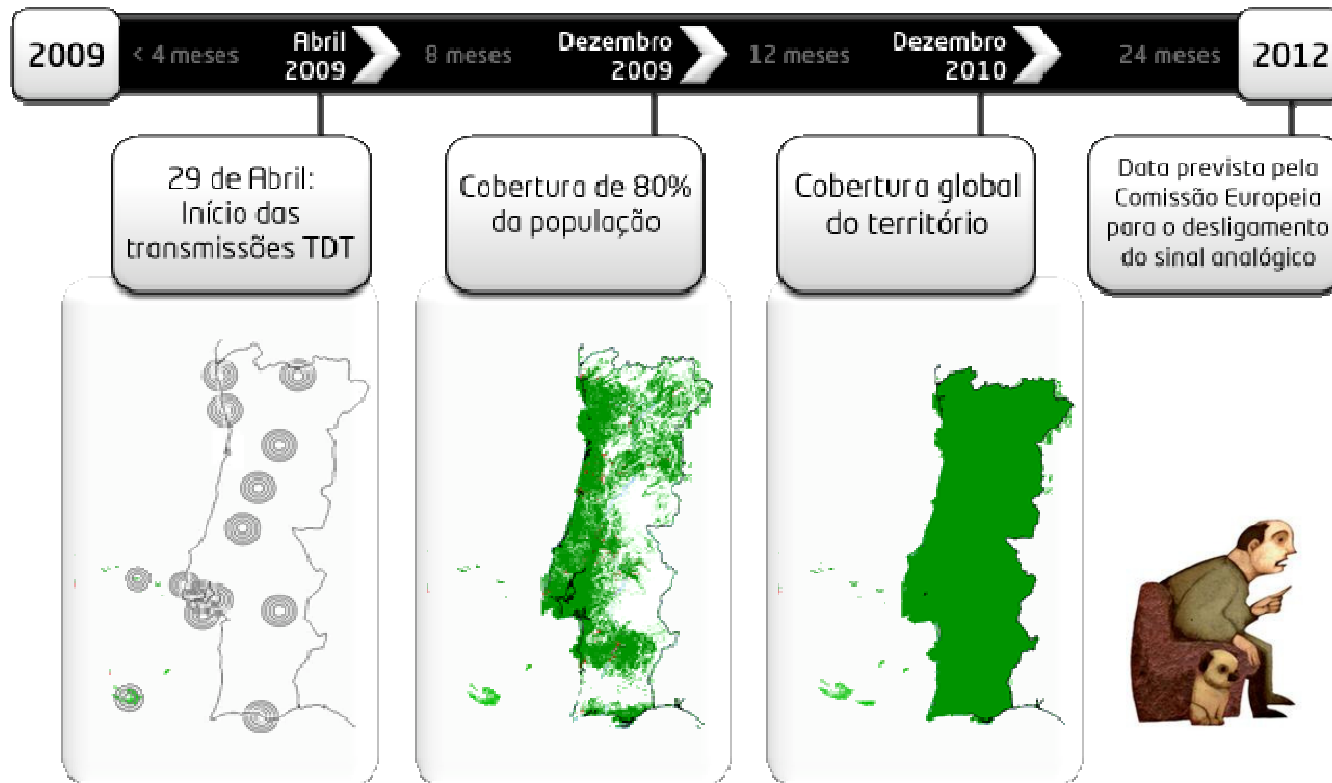 2009
< 4 meses
Abril
2009
8 meses
Dezembro
2009
12 meses
Dezembro
2010
24 meses
2012
29 de Abril:
Início das
transmissões TDT
Cobertura de 80%
da população
Cobertura global
do território
Data prevista pela
Comissão Europeia
para o desligamento
do sinal analógico